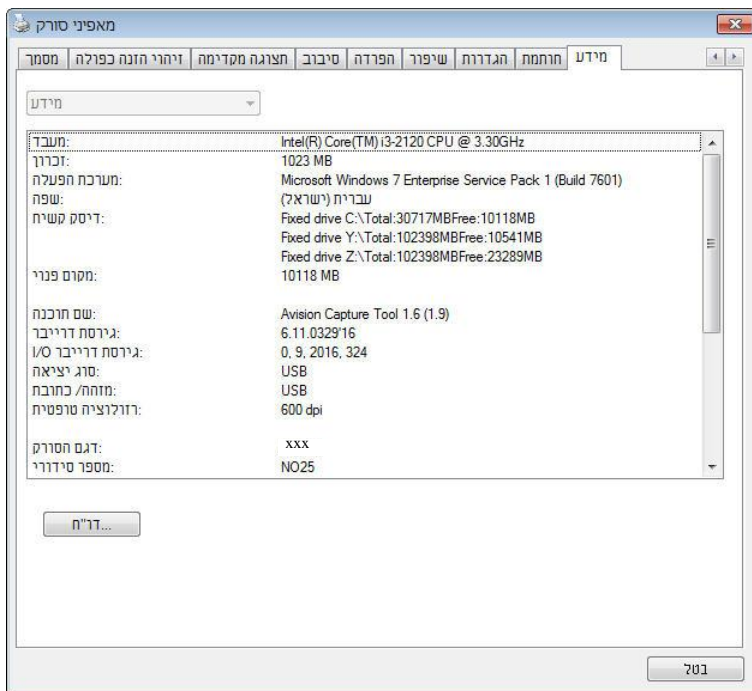 מאפיני סורק
מסמך זיהוי הזנה כפולה תצוגה מקדימה סיבוב הפרדה שיפור הגדרות חותמת מידע
מידע
מעבד: Intel(R) Core(TM) i3-2120 CPU @ 3.30GHz
זכרון: 1023 MB
מערכת הפעלה: Microsoft Windows 7 Enterprise Service Pack 1 (Build 7601)
שפה: עברית (ישראל)
דיסק קשיח: Fixed drive C:\Total:30717MBFree:10118MB
Fixed drive Y:\Total:102398MBFree:10541MB
Fixed drive Z:\Total:102398MBFree:23289MB
מקום פנוי: 10118 MB
שם תוכנה: Avision Capture Tool 1.6 (1.9)
גירסת דרייבר: 6.11.0329'16
גירסת דרייבר I/O: 0, 9, 2016, 324
סוג יציאה: USB
מזהה/ כתובת: USB
רזולוציה טופטית: 600 dpi
דגם הסורק: xxx
מספר סידורי: NO25
דו"ח...
בטל